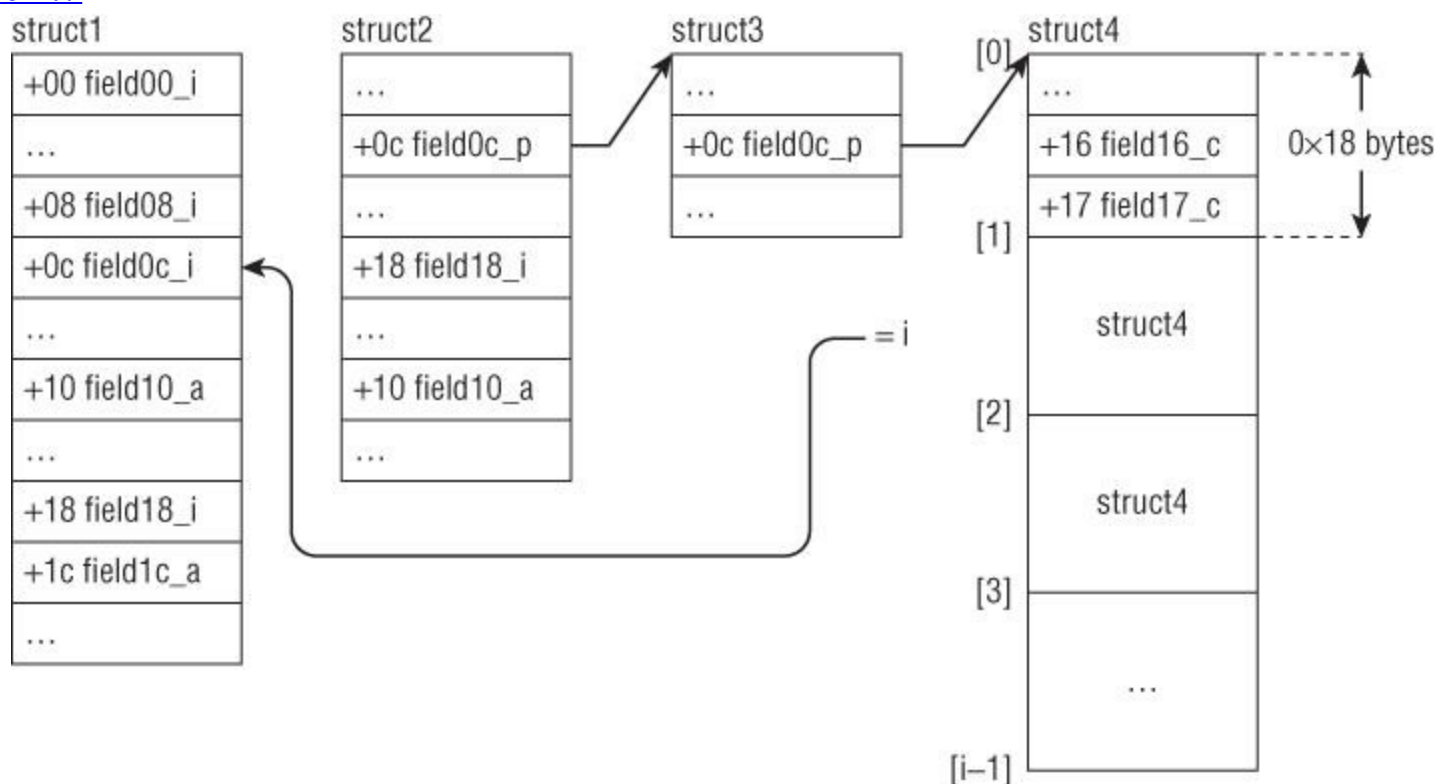 struct1
+00 field00_i
...
+08 field08_i
+0c field0c_i
...
+10 field10_a
...
+18 field18_i
+1c field1c_a
...
struct2
...
+0c field0c_p
...
+18 field18_i
...
+10 field10_a
...
struct3
...
+0c field0c_p
...
= i
struct4
[0]
...
+16 field16_c
+17 field17_c
0×18 bytes
[1]
struct4
[2]
struct4
[3]
...
[i–1]